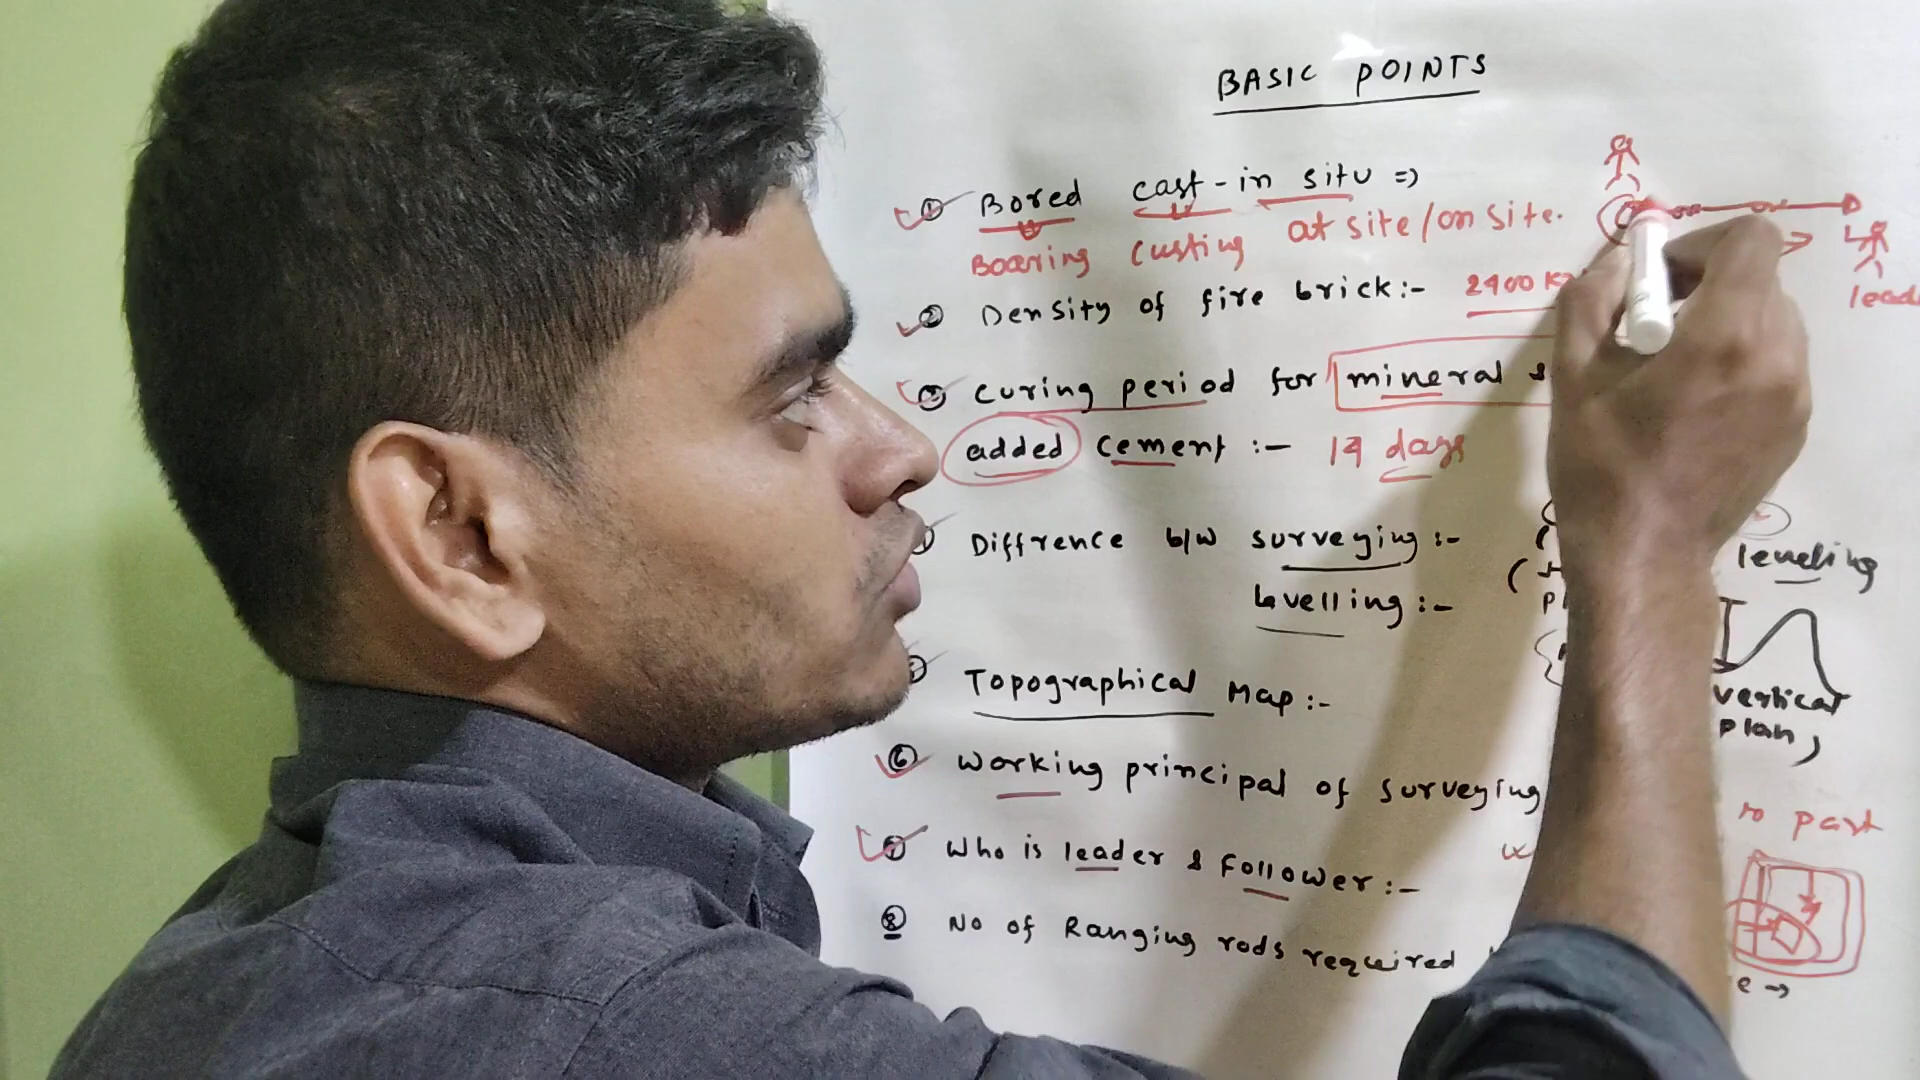 BASIC POINTS
① Bored cast-in situ =>
Boaring Custing at site/on site.
② Density of fire brick:- 2400 K
③ Curing period for mineral &
added cement :- 14 days
Diffrence b/w surveying :-
Levelling :-
leveling
Topographical Map:-
vertical
plan,
⑥ Working principal of surveying
to part
⑦ Who is leader & Follower:-
⑧ No of Ranging rods required
lead